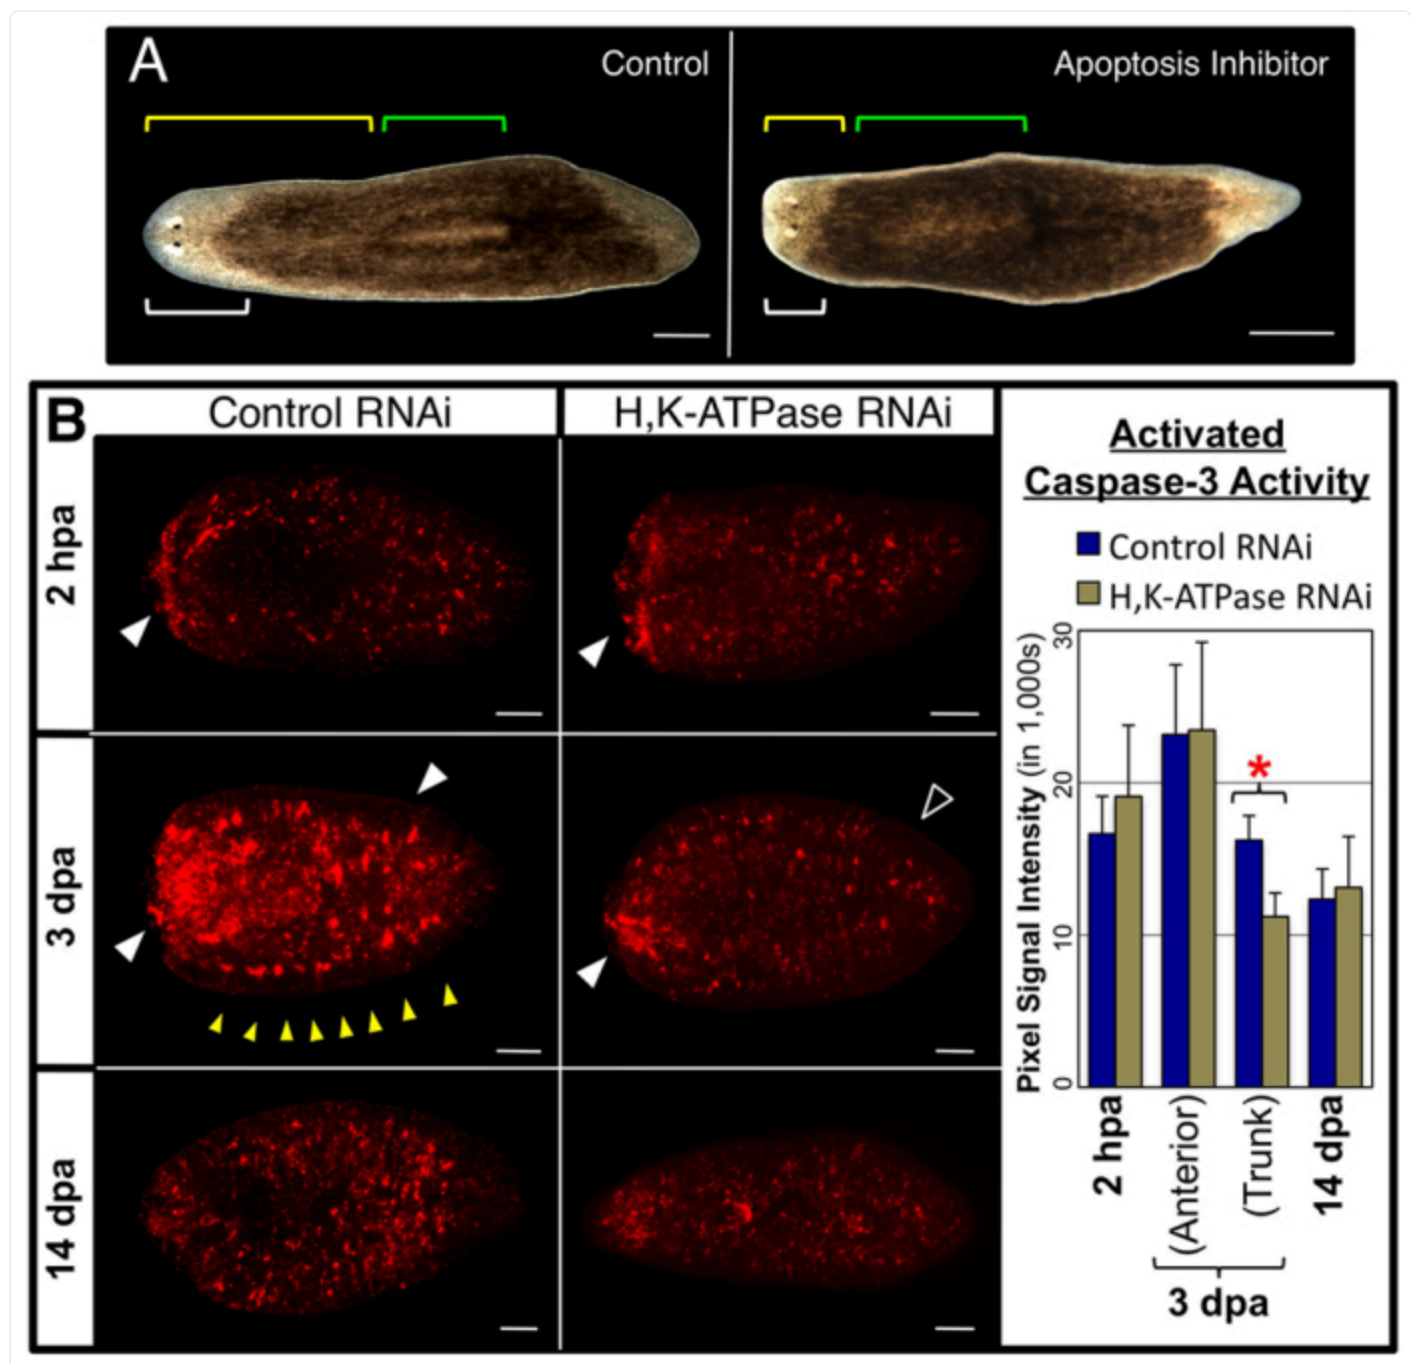 A
Control
Apoptosis Inhibitor
B
Control RNAi
H,K-ATPase RNAi
2 hpa
3 dpa
14 dpa
Activated
Caspase-3 Activity
Control RNAi
H,K-ATPase RNAi
Pixel Signal Intensity (in 1,000s)
30
20
10
0
*
2 hpa
(Anterior)
(Trunk)
14 dpa
3 dpa